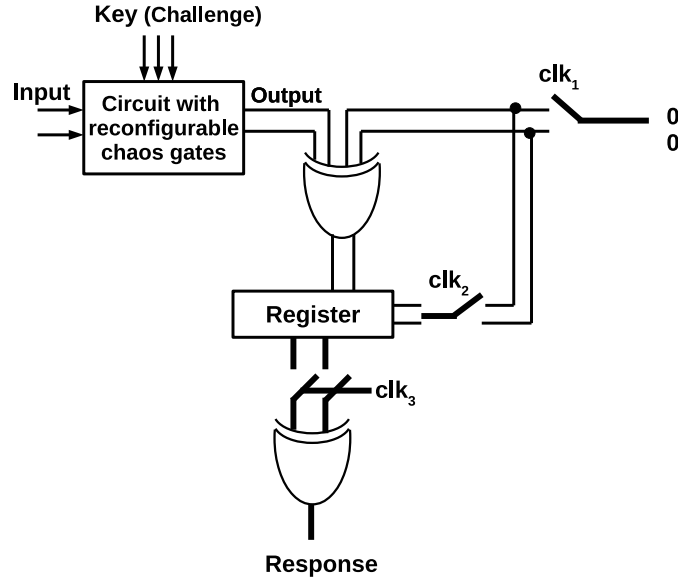 Key (Challenge)
Input
Circuit with
reconfigurable
chaos gates
Output
clk1
0
0
clk2
Register
clk3
Response